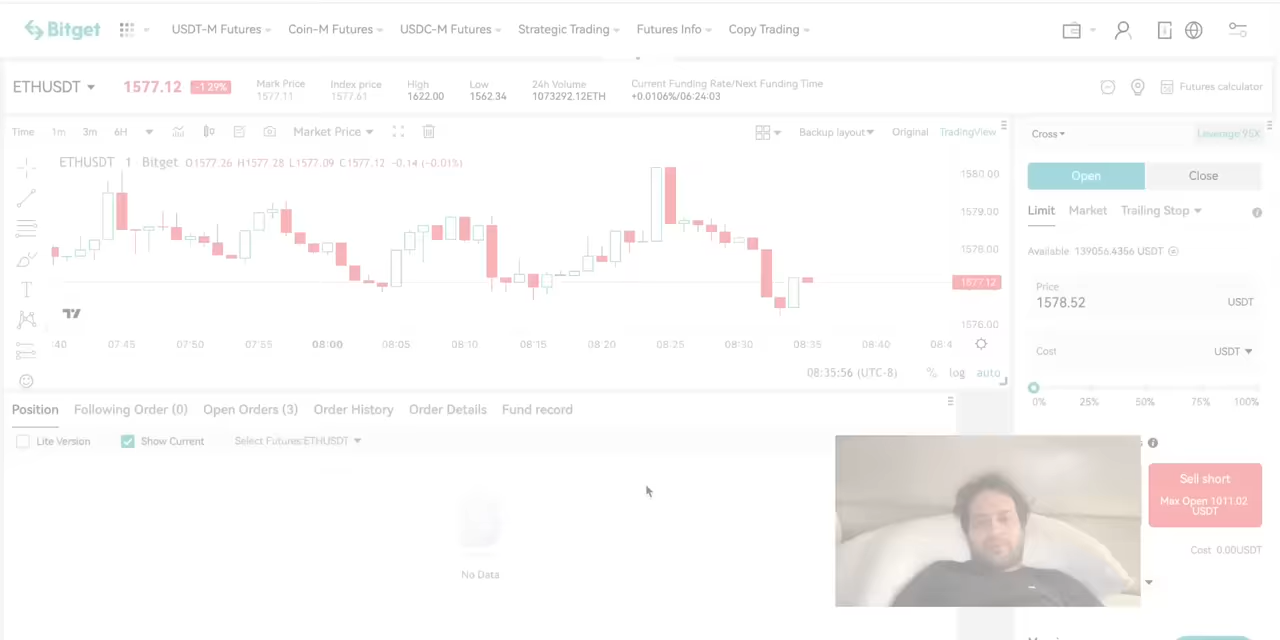 Bitget USDT-M Futures Coin-M Futures USDC-M Futures Strategic Trading Futures Info Copy Trading
ETHUSDT 1577.12 -1.29%
Mark Price
1577.11
Index price
1577.61
High
1622.00
Low
1562.34
24h Volume
1073292.12ETH
Current Funding Rate/Next Funding Time
+0.0106%/06:24:03
Futures calculator
Time 1m 3m 6H Market Price
Backup layout Original TradingView
ETHUSDT 1 Bitget O1577.26 H1577.28 L1577.09 C1577.12 -0.14 (-0.01%)
1580.00
1579.00
1578.00
1577.12
1576.00
:40 07:45 07:50 07:55 08:00 08:05 08:10 08:15 08:20 08:25 08:30 08:35 08:40 08:4
08:35:56 (UTC-8) % log auto
Cross Leverage 95X
Open Close
Limit Market Trailing Stop
Available 139056.4356 USDT
Price
1578.52 USDT
Cost USDT
0% 25% 50% 75% 100%
Sell short
Max Open 1011.02
USDT
Cost 0.00USDT
Position Following Order (0) Open Orders (3) Order History Order Details Fund record
Lite Version Show Current Select Futures:ETHUSDT
No Data